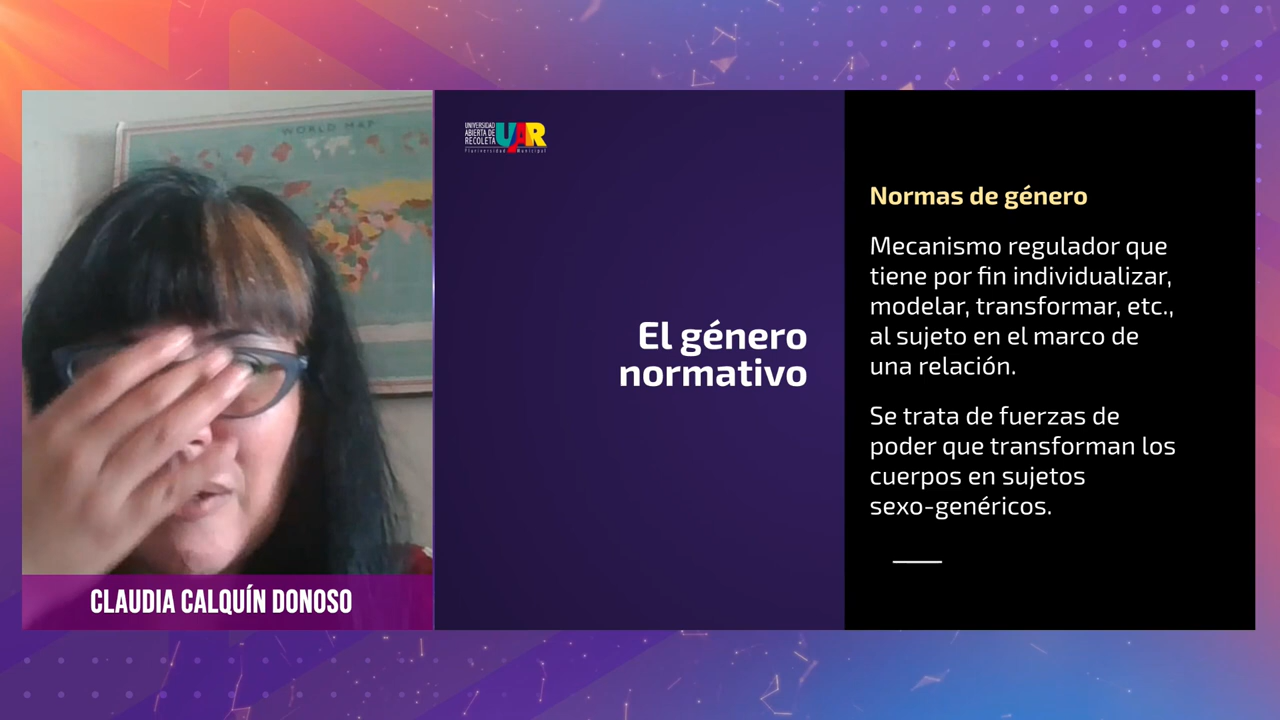 WORLD MAP
UNIVERSIDAD
ABIERTA DE
RECOLETA
UAR
Pluriversidad Municipal
El género
normativo
Normas de género
Mecanismo regulador que
tiene por fin individualizar,
modelar, transformar, etc.,
al sujeto en el marco de
una relación.
Se trata de fuerzas de
poder que transforman los
cuerpos en sujetos
sexo-genéricos.
CLAUDIA CALQUÍN DONOSO